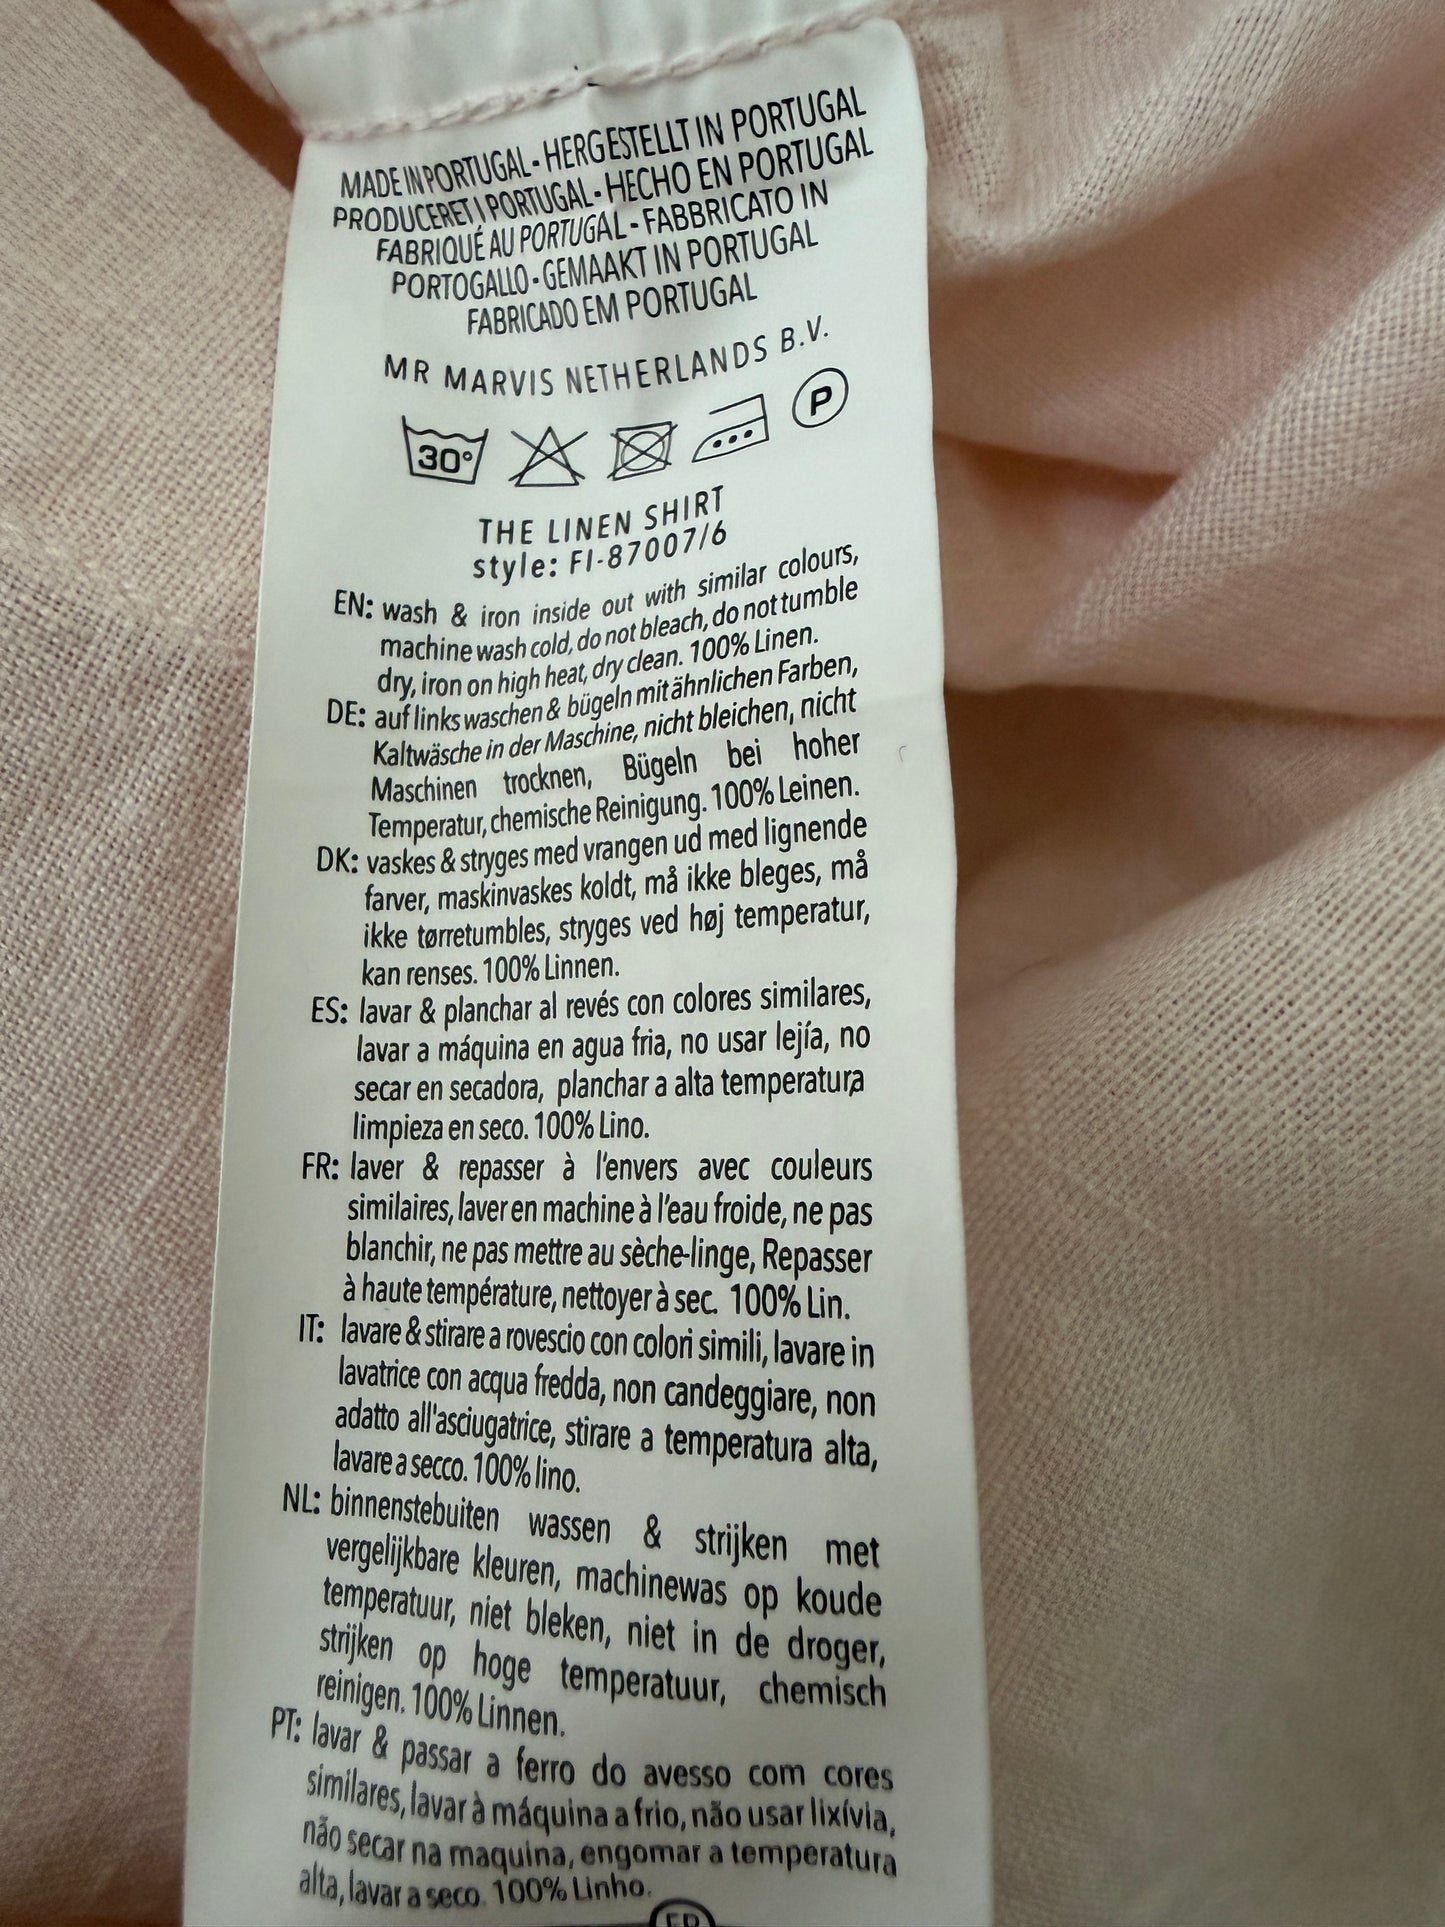 MADE IN PORTUGAL - HERGESTELLT IN PORTUGAL
PRODUCERET I PORTUGAL - HECHO EN PORTUGAL
FABRIQUÉ AU PORTUGAL - FABBRICATO IN
PORTOGALLO - GEMAAKT IN PORTUGAL
FABRICADO EM PORTUGAL
MR MARVIS NETHERLANDS B.V.
30° P
THE LINEN SHIRT
style: FI-87007/6
EN: wash & iron inside out with similar colours,
machine wash cold, do not bleach, do not tumble
dry, iron on high heat, dry clean. 100% Linen.
DE: auf links waschen & bügeln mit ähnlichen Farben,
Kaltwäsche in der Maschine, nicht bleichen, nicht
Maschinen trocknen, Bügeln bei hoher
Temperatur, chemische Reinigung. 100% Leinen.
DK: vaskes & stryges med vrangen ud med lignende
farver, maskinvaskes koldt, må ikke bleges, må
ikke tørretumbles, stryges ved høj temperatur,
kan renses. 100% Linnen.
ES: lavar & planchar al revés con colores similares,
lavar a máquina en agua fria, no usar lejía, no
secar en secadora, planchar a alta temperatura
limpieza en seco. 100% Lino.
FR: laver & repasser à l'envers avec couleurs
similaires, laver en machine à l'eau froide, ne pas
blanchir, ne pas mettre au sèche-linge, Repasser
à haute température, nettoyer à sec. 100% Lin.
IT: lavare & stirare a rovescio con colori simili, lavare in
lavatrice con acqua fredda, non candeggiare, non
adatto all'asciugatrice, stirare a temperatura alta,
lavare a secco. 100% lino.
NL: binnenstebuiten wassen & strijken met
vergelijkbare kleuren, machinewas op koude
temperatuur, niet bleken, niet in de droger,
strijken op hoge temperatuur, chemisch
reinigen. 100% Linnen.
PT: lavar & passar a ferro do avesso com cores
similares, lavar à máquina a frio, não usar lixívia,
não secar na maquina, engomar a temperatura
alta, lavar a seco. 100% Linho.